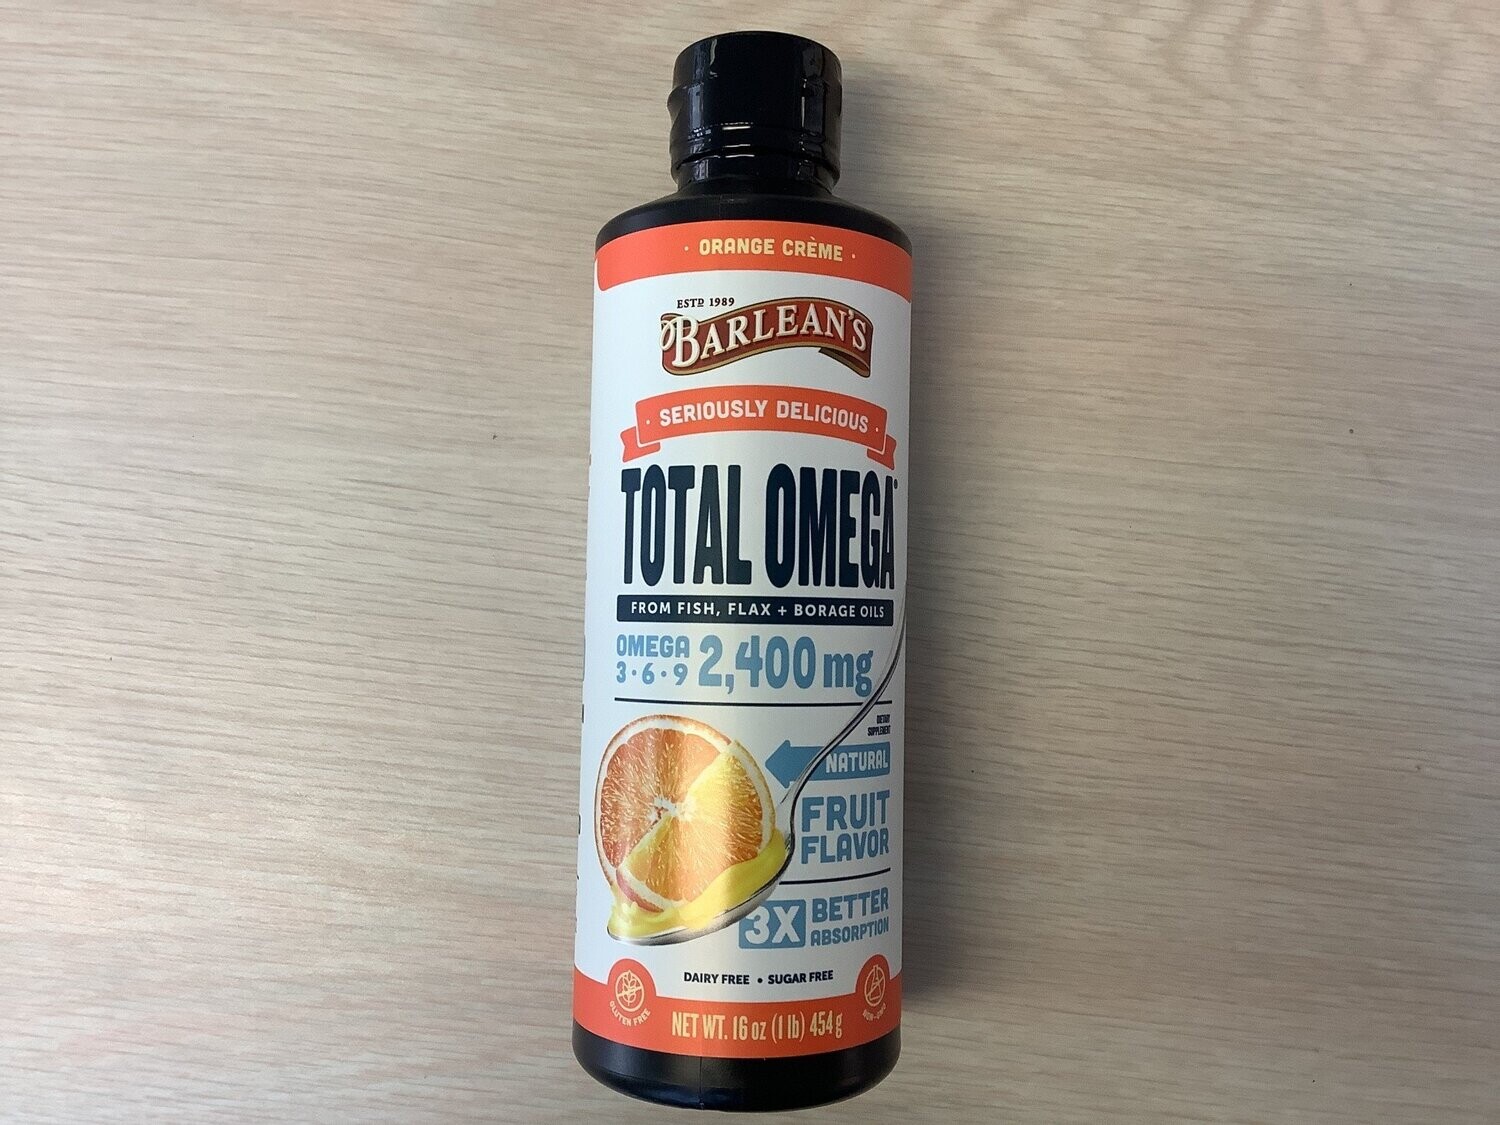 · ORANGE CRÈME ·
ESTD 1989
BARLEAN'S
· SERIOUSLY DELICIOUS ·
TOTAL OMEGA
FROM FISH, FLAX + BORAGE OILS
OMEGA
3·6·9
2,400 mg
DIETARY
SUPPLEMENT
NATURAL
FRUIT
FLAVOR
3X
BETTER
ABSORPTION
DAIRY FREE • SUGAR FREE
GLUTEN FREE
NON-GMO
NET WT. 16 oz (1 lb) 454 g